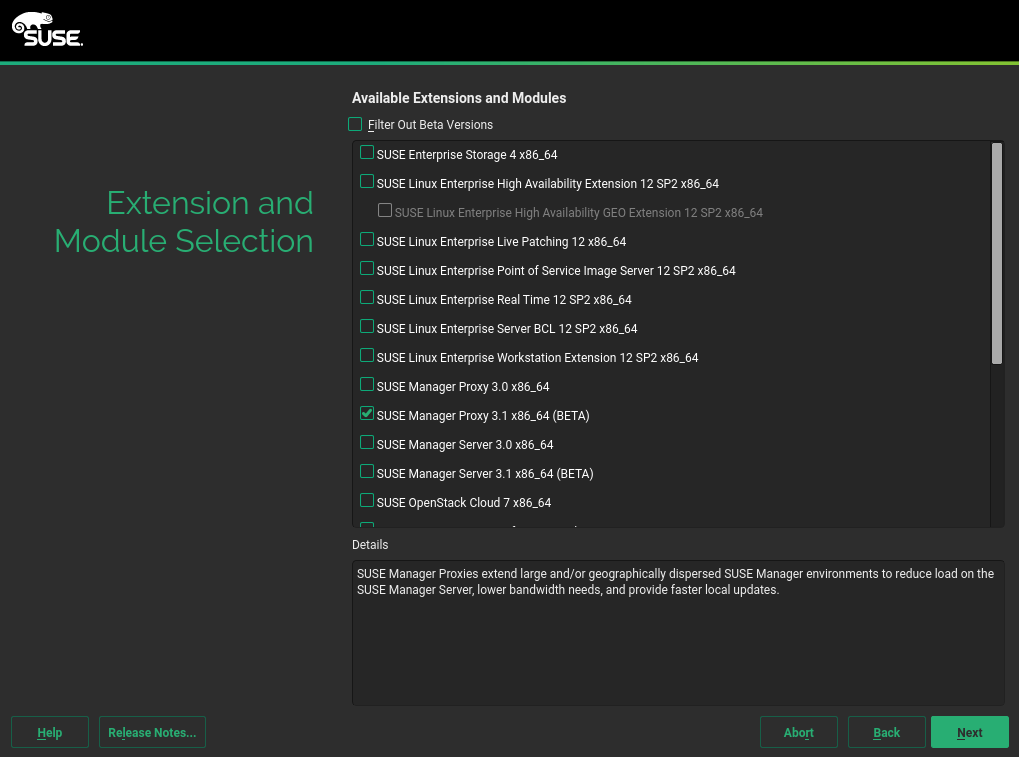 SUSE.
Available Extensions and Modules
Filter Out Beta Versions
SUSE Enterprise Storage 4 x86_64
SUSE Linux Enterprise High Availability Extension 12 SP2 x86_64
SUSE Linux Enterprise High Availability GEO Extension 12 SP2 x86_64
SUSE Linux Enterprise Live Patching 12 x86_64
SUSE Linux Enterprise Point of Service Image Server 12 SP2 x86_64
SUSE Linux Enterprise Real Time 12 SP2 x86_64
SUSE Linux Enterprise Server BCL 12 SP2 x86_64
SUSE Linux Enterprise Workstation Extension 12 SP2 x86_64
SUSE Manager Proxy 3.0 x86_64
SUSE Manager Proxy 3.1 x86_64 (BETA)
SUSE Manager Server 3.0 x86_64
SUSE Manager Server 3.1 x86_64 (BETA)
SUSE OpenStack Cloud 7 x86_64
Extension and
Module Selection
Details
SUSE Manager Proxies extend large and/or geographically dispersed SUSE Manager environments to reduce load on the
SUSE Manager Server, lower bandwidth needs, and provide faster local updates.
Help
Release Notes...
Abort
Back
Next